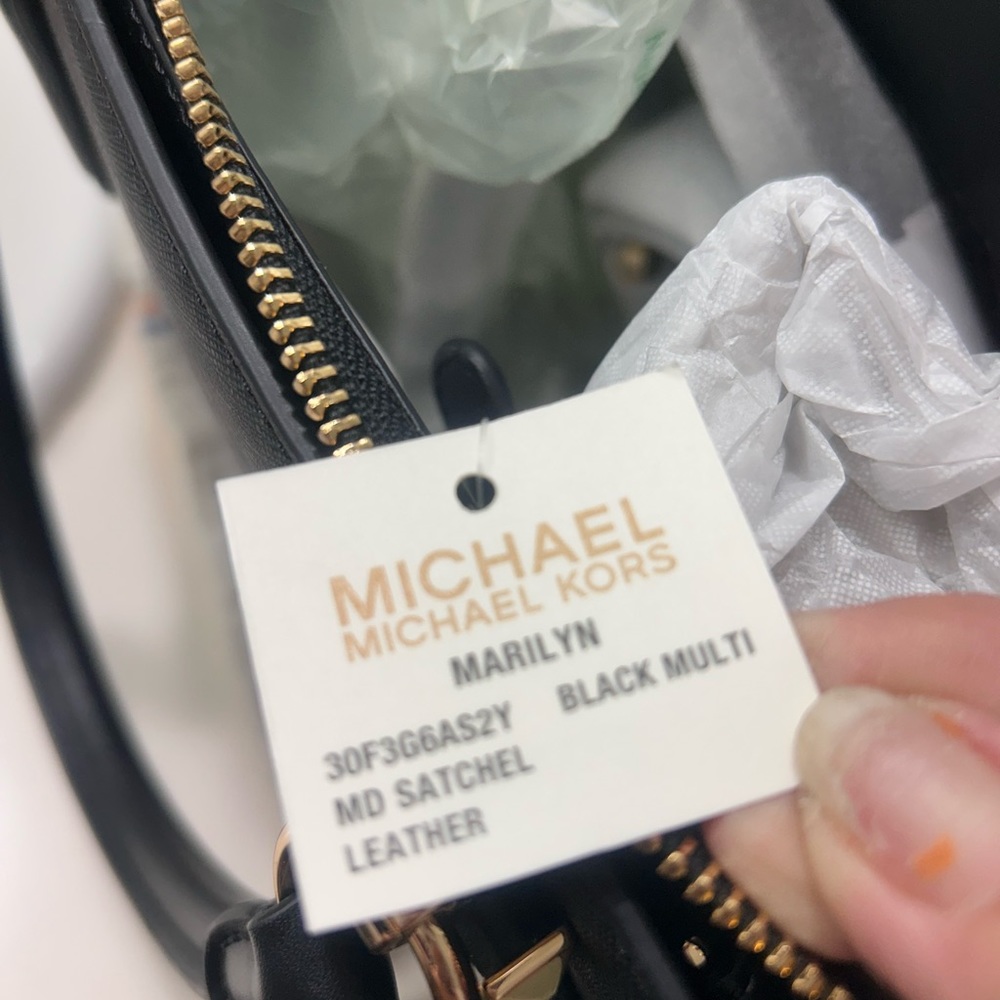 MICHAEL
MICHAEL KORS
MARILYN
30F3G6AS2Y BLACK MULTI
MD SATCHEL
LEATHER